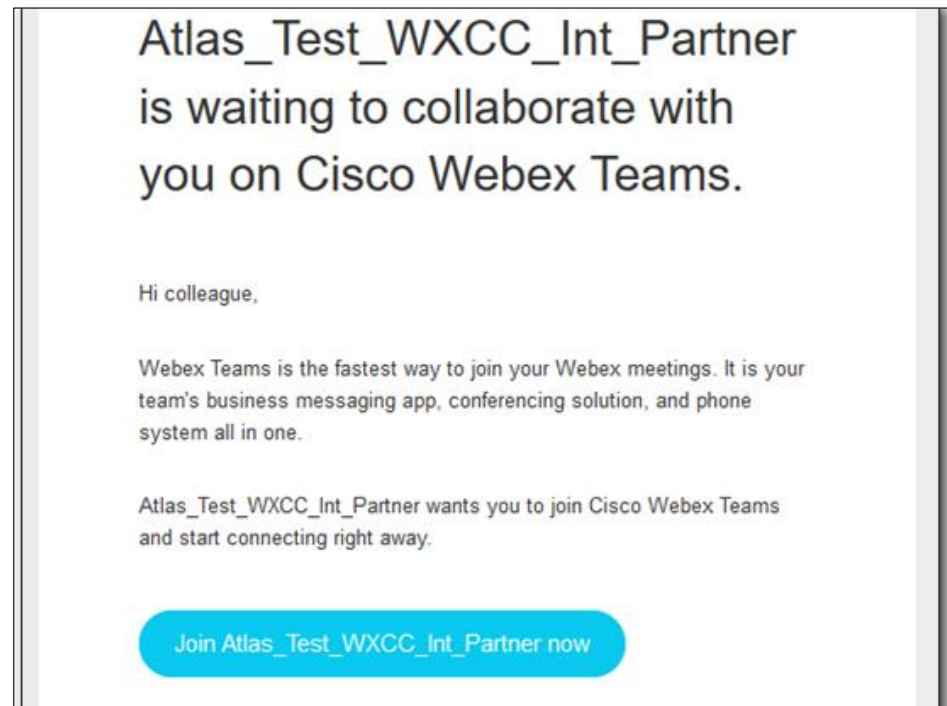 Atlas_Test_WXCC_Int_Partner
is waiting to collaborate with
you on Cisco Webex Teams.
Hi colleague,
Webex Teams is the fastest way to join your Webex meetings. It is your
team's business messaging app, conferencing solution, and phone
system all in one.
Atlas_Test_WXCC_Int_Partner wants you to join Cisco Webex Teams
and start connecting right away.
Join Atlas_Test_WXCC_Int_Partner now